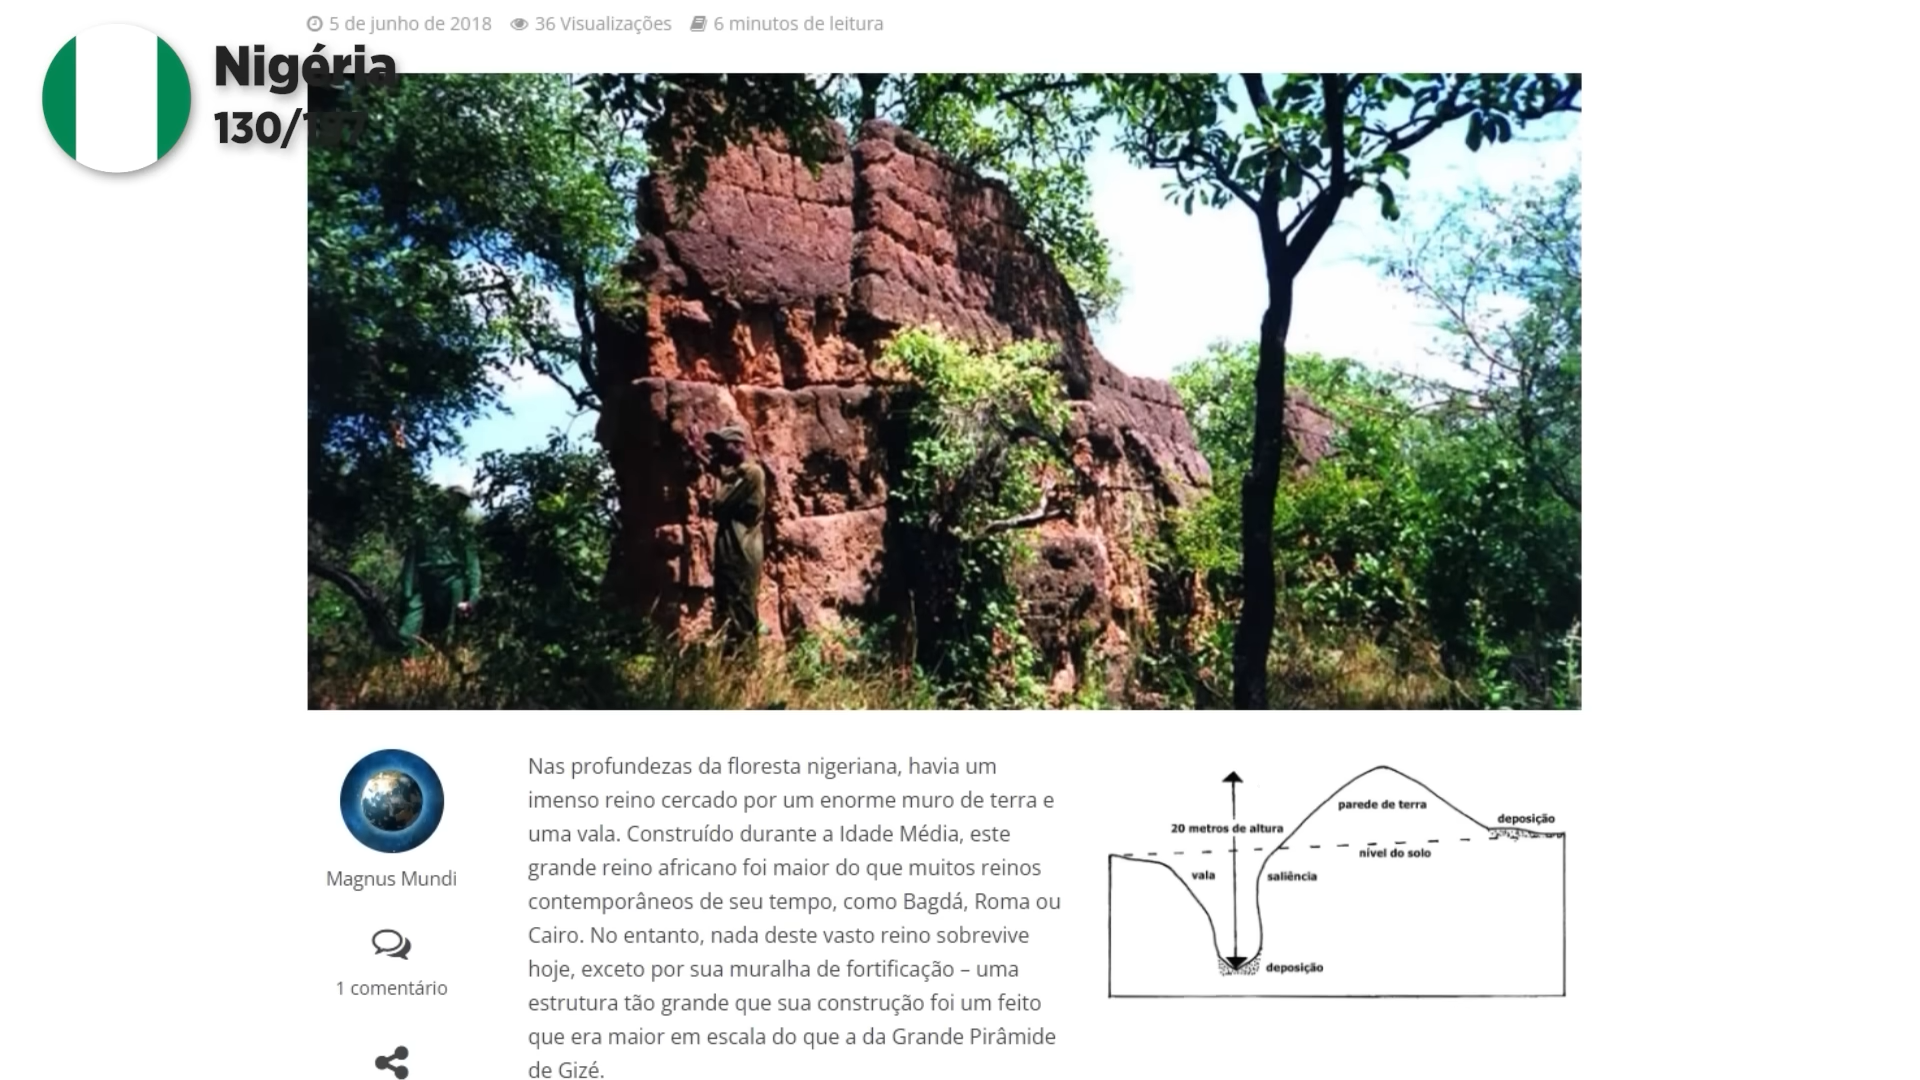 5 de junho de 2018 36 Visualizações 6 minutos de leitura
Nigéria
130/197
Magnus Mundi
1 comentário
Nas profundezas da floresta nigeriana, havia um
imenso reino cercado por um enorme muro de terra e
uma vala. Construído durante a Idade Média, este
grande reino africano foi maior do que muitos reinos
contemporâneos de seu tempo, como Bagdá, Roma ou
Cairo. No entanto, nada deste vasto reino sobrevive
hoje, exceto por sua muralha de fortificação – uma
estrutura tão grande que sua construção foi um feito
que era maior em escala do que a da Grande Pirâmide
de Gizé.
parede de terra
deposição
20 metros de altura
nível do solo
vala
saliência
deposição